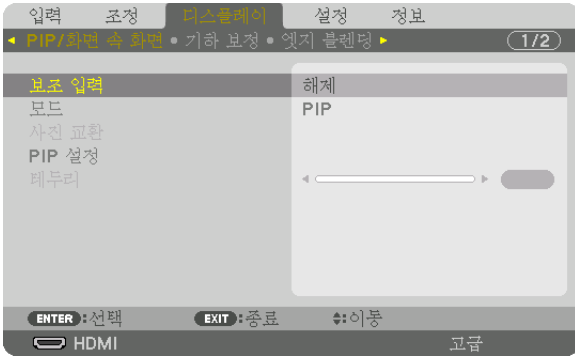 입력 조정 디스플레이 설정 정보
PIP/화면 속 화면 • 기하 보정 • 엣지 블렌딩 1/2
보조 입력 해제
모드 PIP
사진 교환
PIP 설정
테두리
ENTER :선택 EXIT :종료 :이동
HDMI 고급